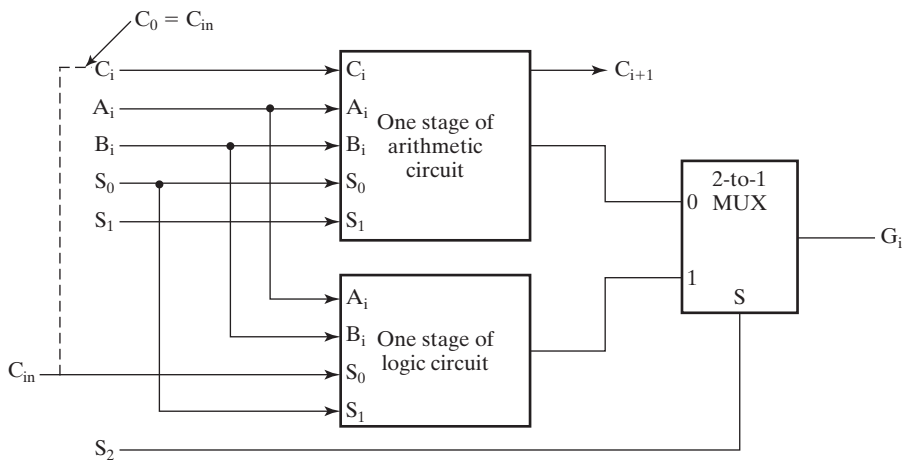 C₀ = Cᵢₙ
Cᵢ
Aᵢ
Bᵢ
S₀
S₁
Cᵢ
Aᵢ
Bᵢ
S₀
S₁
One stage of
arithmetic
circuit
Cᵢ₊₁
2-to-1
MUX
0
1
S
Gᵢ
Aᵢ
Bᵢ
S₀
S₁
One stage of
logic circuit
Cᵢₙ
S₂